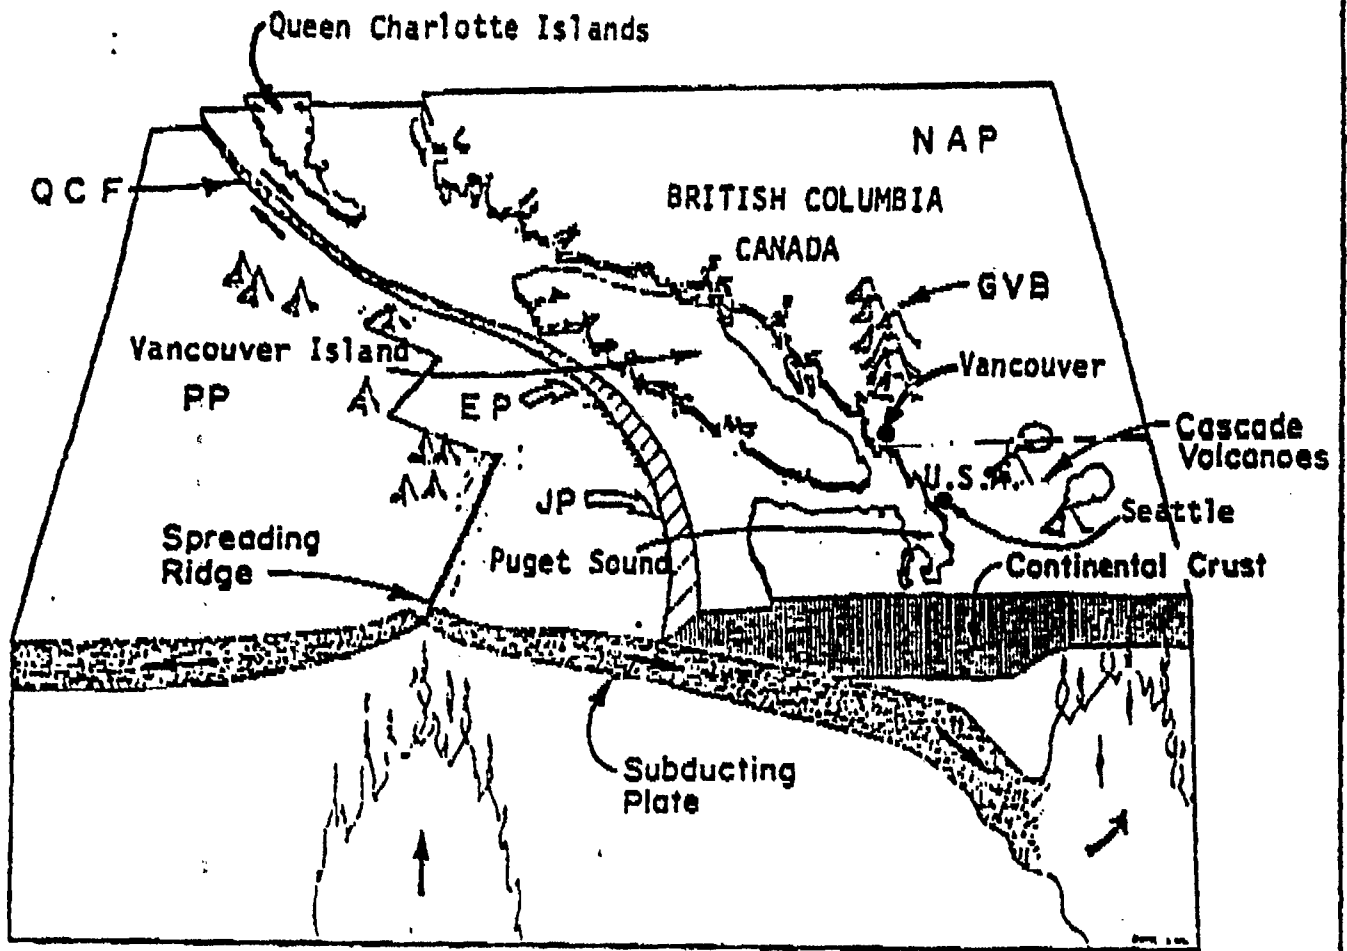 Queen Charlotte Islands
NAP
QCF
BRITISH COLUMBIA
CANADA
GVB
Vancouver Island
Vancouver
PP
EP
Cascade
Volcanoes
U.S.A.
JP
Seattle
Spreading
Ridge
Puget Sound
Continental Crust
Subducting
Plate